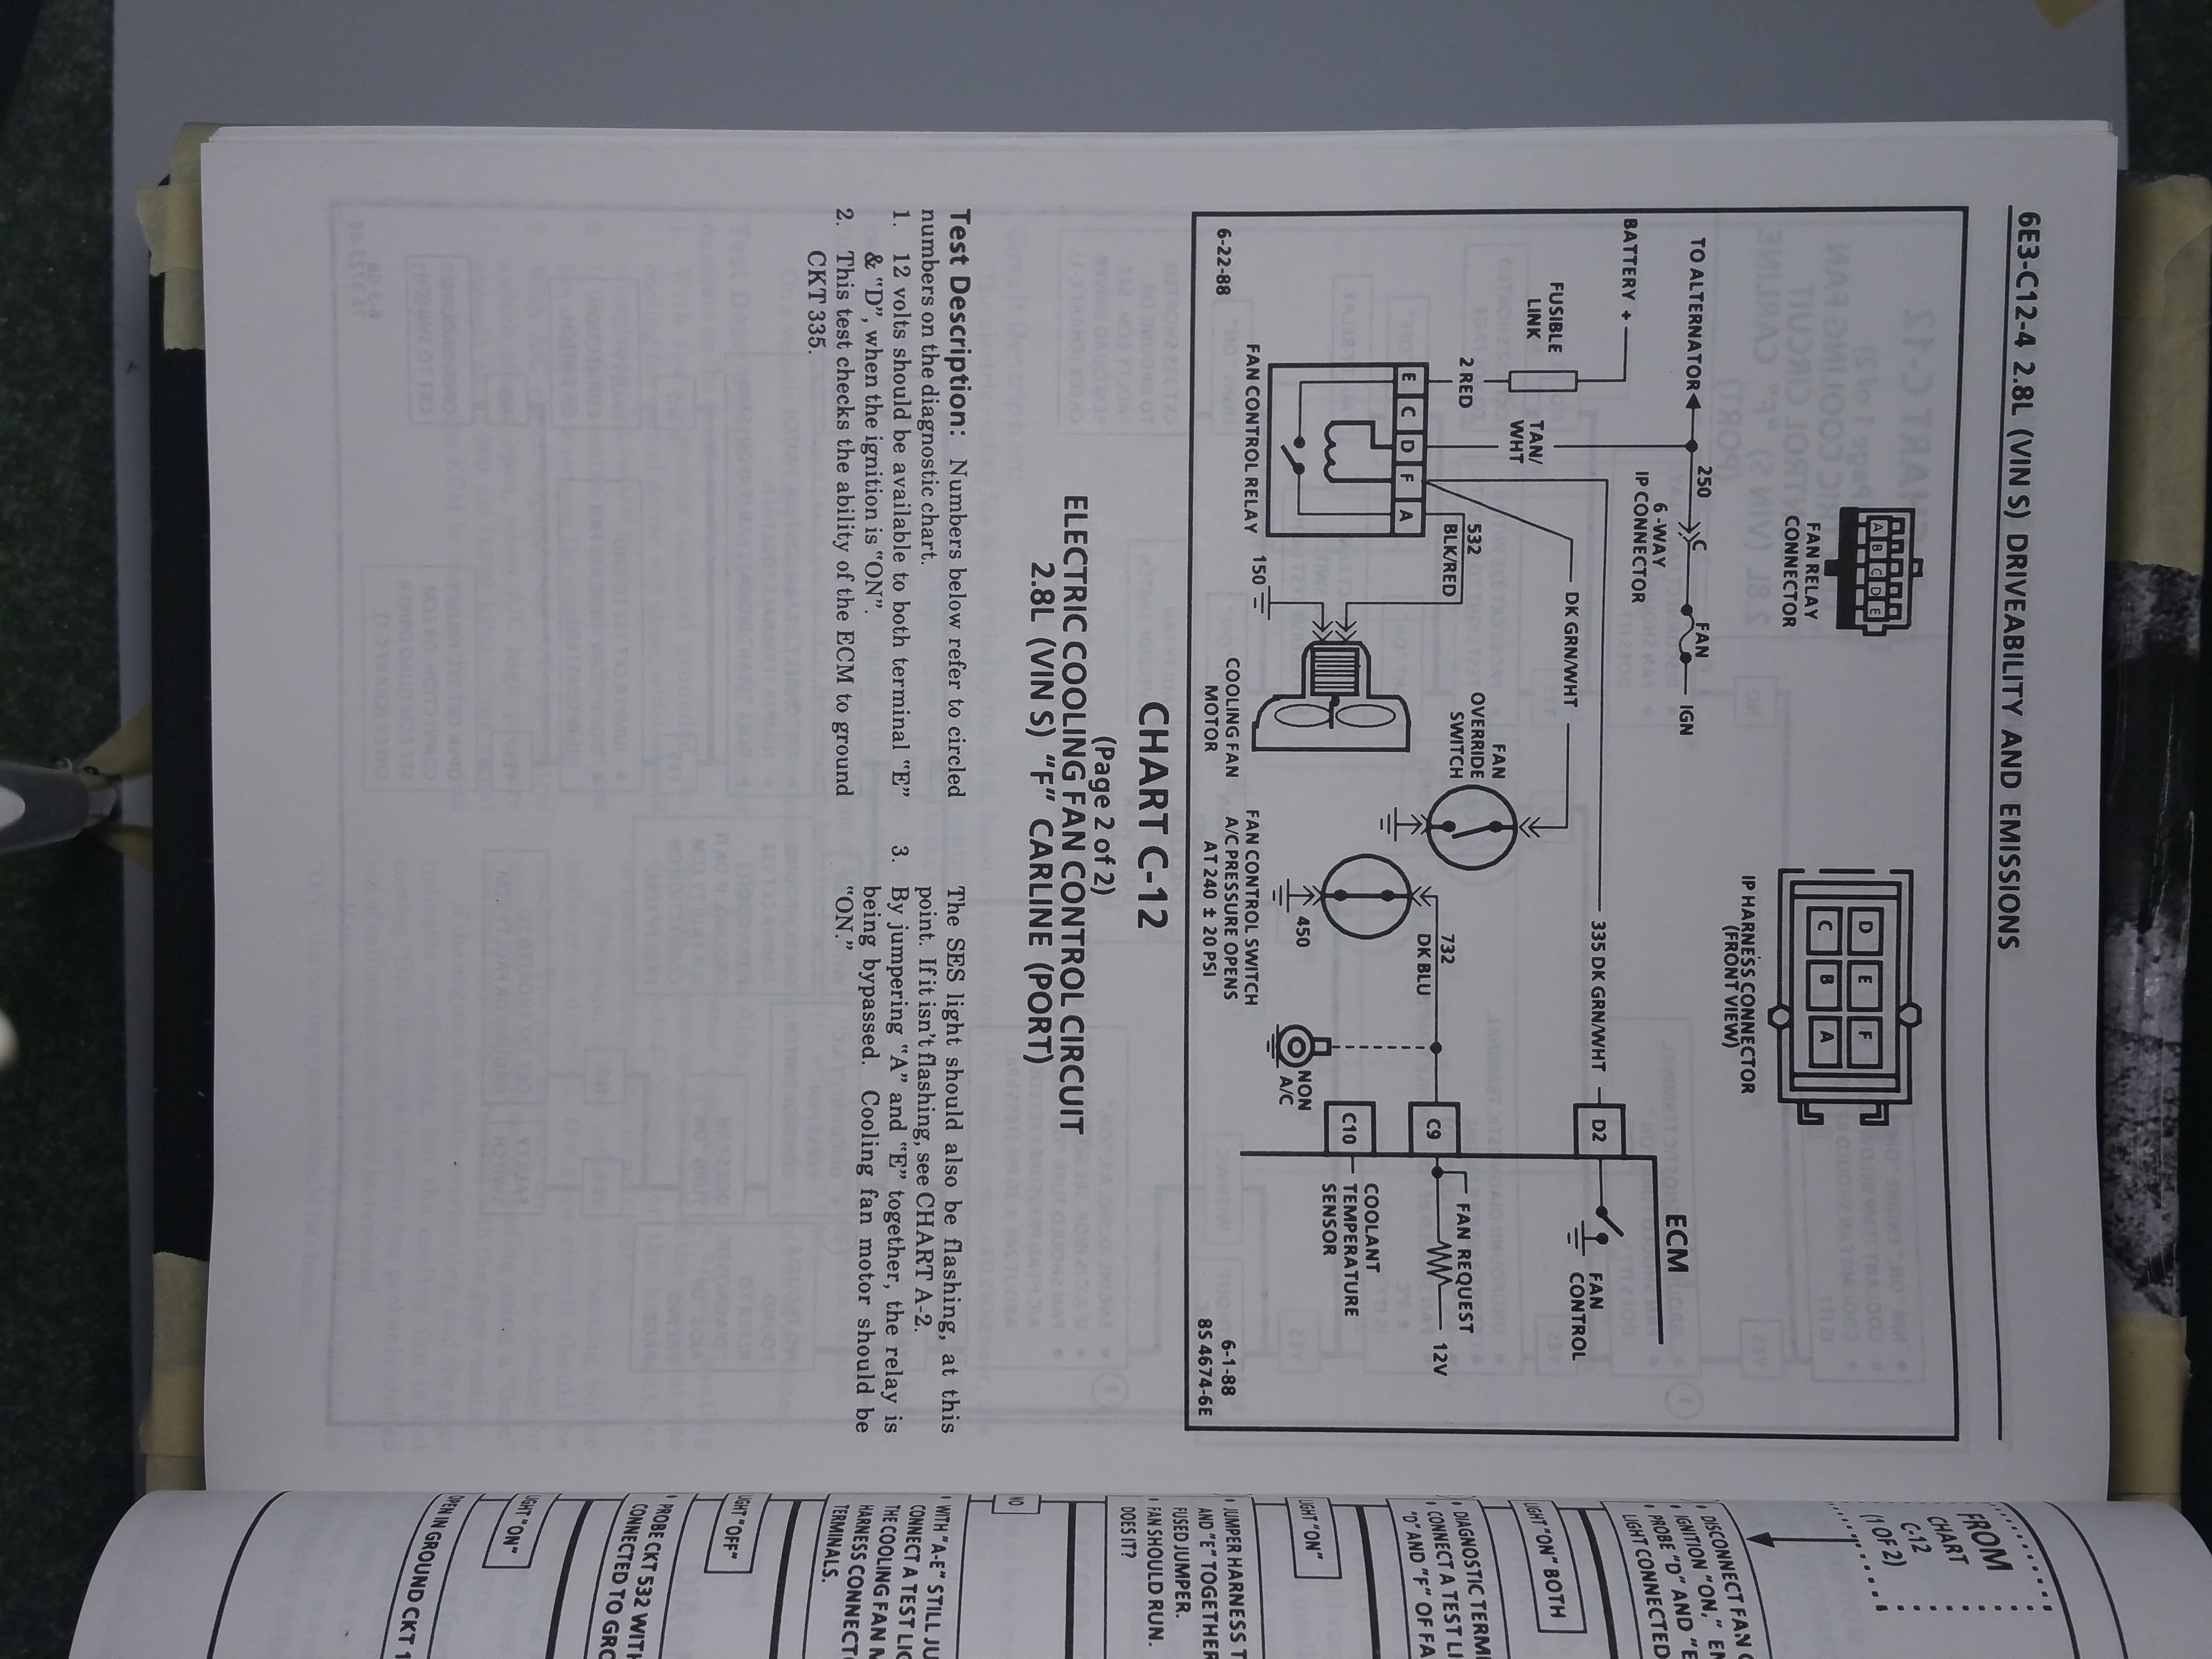 6E3-C12-4 2.8L (VIN S) DRIVEABILITY AND EMISSIONS
A B C D E
FAN RELAY
CONNECTOR
D E F
C B A
IP HARNESS CONNECTOR
(FRONT VIEW)
TO ALTERNATOR
250
C
FAN
IGN
6 -WAY
IP CONNECTOR
BATTERY +
FUSIBLE
LINK
2 RED
TAN/
WHT
E C D F A
FAN CONTROL RELAY
532
BLK/RED
150
DK GRN/WHT
335 DK GRN/WHT
FAN
OVERRIDE
SWITCH
COOLING FAN
MOTOR
732
DK BLU
450
FAN CONTROL SWITCH
A/C PRESSURE OPENS
AT 240 ± 20 PSI
NON
A/C
ECM
D2
FAN
CONTROL
C9
FAN REQUEST
12V
C10
COOLANT
TEMPERATURE
SENSOR
6-22-88
6-1-88
8S 4674-6E
CHART C-12
(Page 2 of 2)
ELECTRIC COOLING FAN CONTROL CIRCUIT
2.8L (VIN S) "F" CARLINE (PORT)
Test Description: Numbers below refer to circled
numbers on the diagnostic chart.
1. 12 volts should be available to both terminal "E"
& "D", when the ignition is "ON".
2. This test checks the ability of the ECM to ground
CKT 335.
The SES light should also be flashing, at this
point. If it isn't flashing, see CHART A-2.
3. By jumpering "A" and "E" together, the relay is
being bypassed. Cooling fan motor should be
"ON."
FROM
CHART
C-12
(1 OF 2)
DISCONNECT FAN
IGNITION "ON,"
PROBE "D" AND
LIGHT CONNECTED
LIGHT "ON" BOTH
DIAGNOSTIC
CONNECT A TEST
"D" AND "F" OF
LIGHT "ON"
JUMPER HARNESS
AND "E" TOGETHER
FUSED JUMPER.
FAN SHOULD RUN.
DOES IT?
NO
WITH "A-E" STILL
CONNECT A TEST
THE COOLING FAN
HARNESS
TERMINALS.
LIGHT "OFF"
PROBE CKT 532
CONNECTED TO
LIGHT "ON"
OPEN IN GROUND CKT